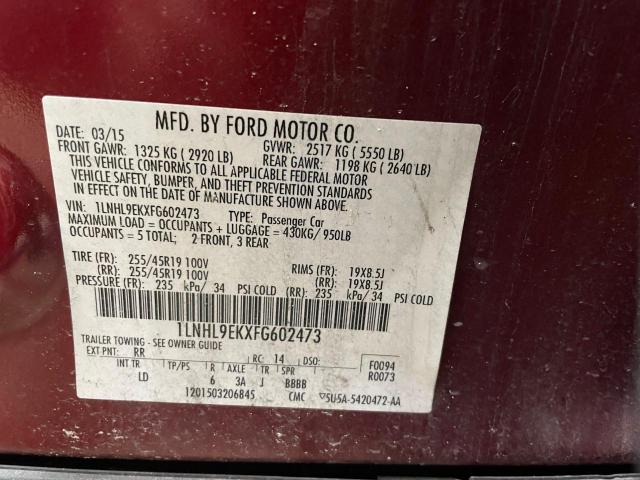 MFD. BY FORD MOTOR CO.
DATE: 03/15 GVWR: 2517 KG ( 5550 LB)
FRONT GAWR: 1325 KG ( 2920 LB) REAR GAWR: 1198 KG ( 2640 LB)
THIS VEHICLE CONFORMS TO ALL APPLICABLE FEDERAL MOTOR
VEHICLE SAFETY, BUMPER, AND THEFT PREVENTION STANDARDS
IN EFFECT ON THE DATE OF MANUFACTURE SHOWN ABOVE.
VIN: 1LNHL9EKXFG602473 TYPE: Passenger Car
MAXIMUM LOAD = OCCUPANTS + LUGGAGE = 430KG/ 950LB
OCCUPANTS = 5 TOTAL; 2 FRONT, 3 REAR
TIRE (FR): 255/45R19 100V RIMS (FR): 19X8.5J
(RR): 255/45R19 100V (RR): 19X8.5J
PRESSURE (FR): 235 kPa/ 34 PSI COLD (RR): 235 kPa/ 34 PSI COLD
1LNHL9EKXFG602473
TRAILER TOWING - SEE OWNER GUIDE
EXT PNT: RR RC: 14 DSO: F0094
R0073
INT TR TP/PS R AXLE TR SPR
LD 6 3A J BBBB
1201503206845 CMC 5U5A-5420472-AA